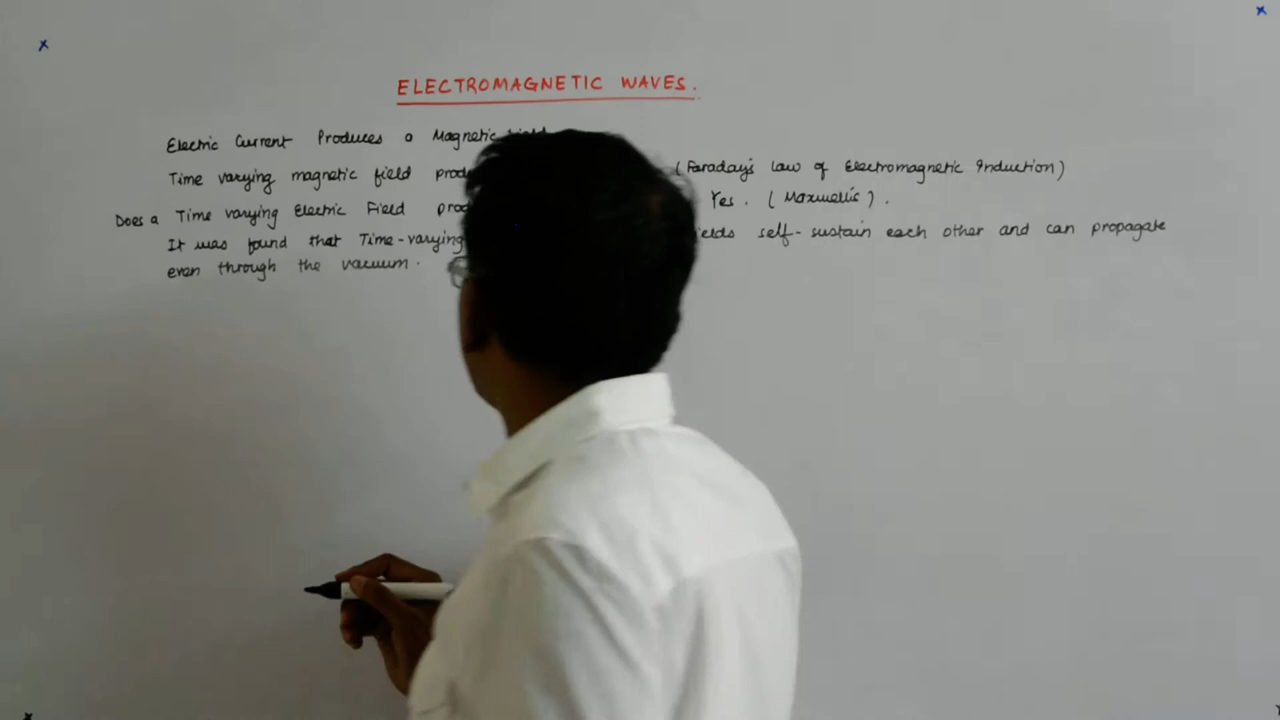 ELECTROMAGNETIC WAVES.
Electric Current Produces a Magnetic
Time varying magnetic field (Faraday's Law of Electromagnetic Induction)
Does a Time varying Electric Field Yes. (Maxwell's).
It was found that Time-varying self-sustain each other and can propagate
even through the vacuum.